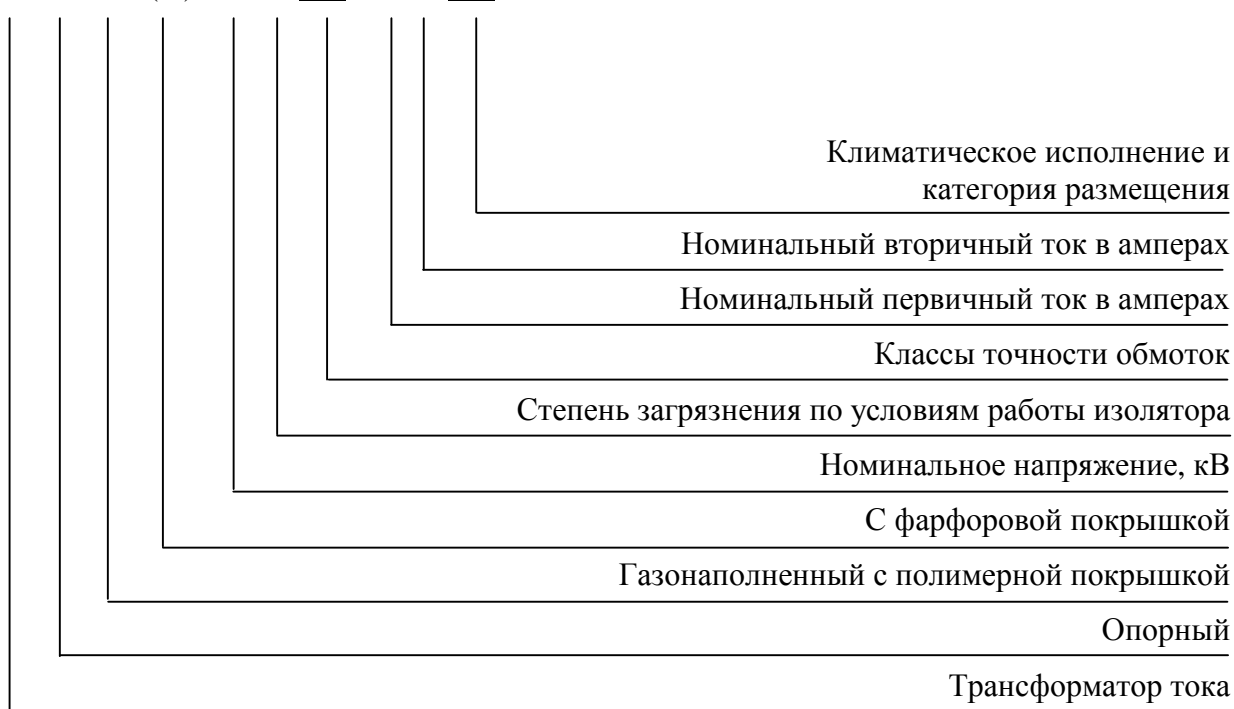 Климатическое исполнение и
категория размещения
Номинальный вторичный ток в амперах
Номинальный первичный ток в амперах
Классы точности обмоток
Степень загрязнения по условиям работы изолятора
Номинальное напряжение, кВ
С фарфоровой покрышкой
Газонаполненный с полимерной покрышкой
Опорный
Трансформатор тока